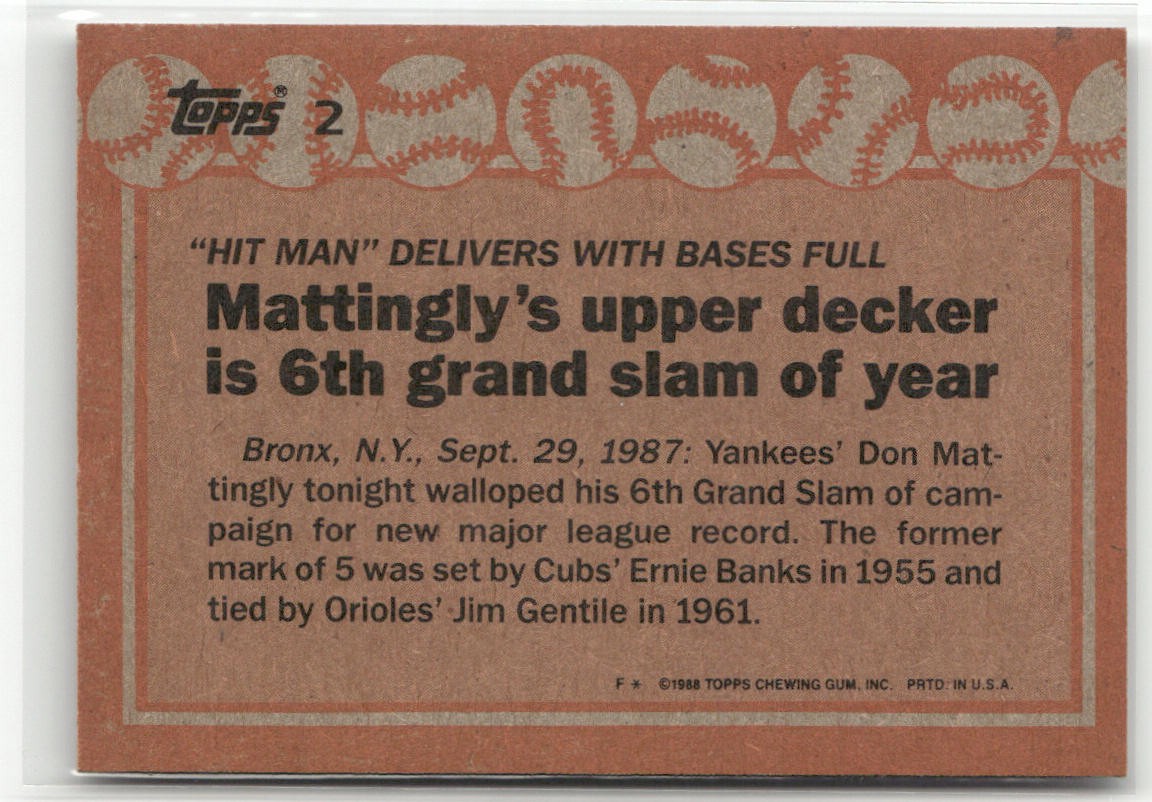 Topps® 2
“HIT MAN” DELIVERS WITH BASES FULL
Mattingly’s upper decker
is 6th grand slam of year
Bronx, N.Y., Sept. 29, 1987: Yankees’ Don Mat-
tingly tonight walloped his 6th Grand Slam of cam-
paign for new major league record. The former
mark of 5 was set by Cubs’ Ernie Banks in 1955 and
tied by Orioles’ Jim Gentile in 1961.
F * ©1988 TOPPS CHEWING GUM, INC. PRTD. IN U.S.A.